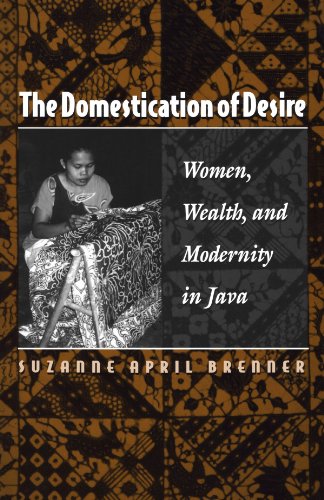 The Domestication of Desire
Women,
Wealth, and
Modernity
in Java
SUZANNE APRIL BRENNER